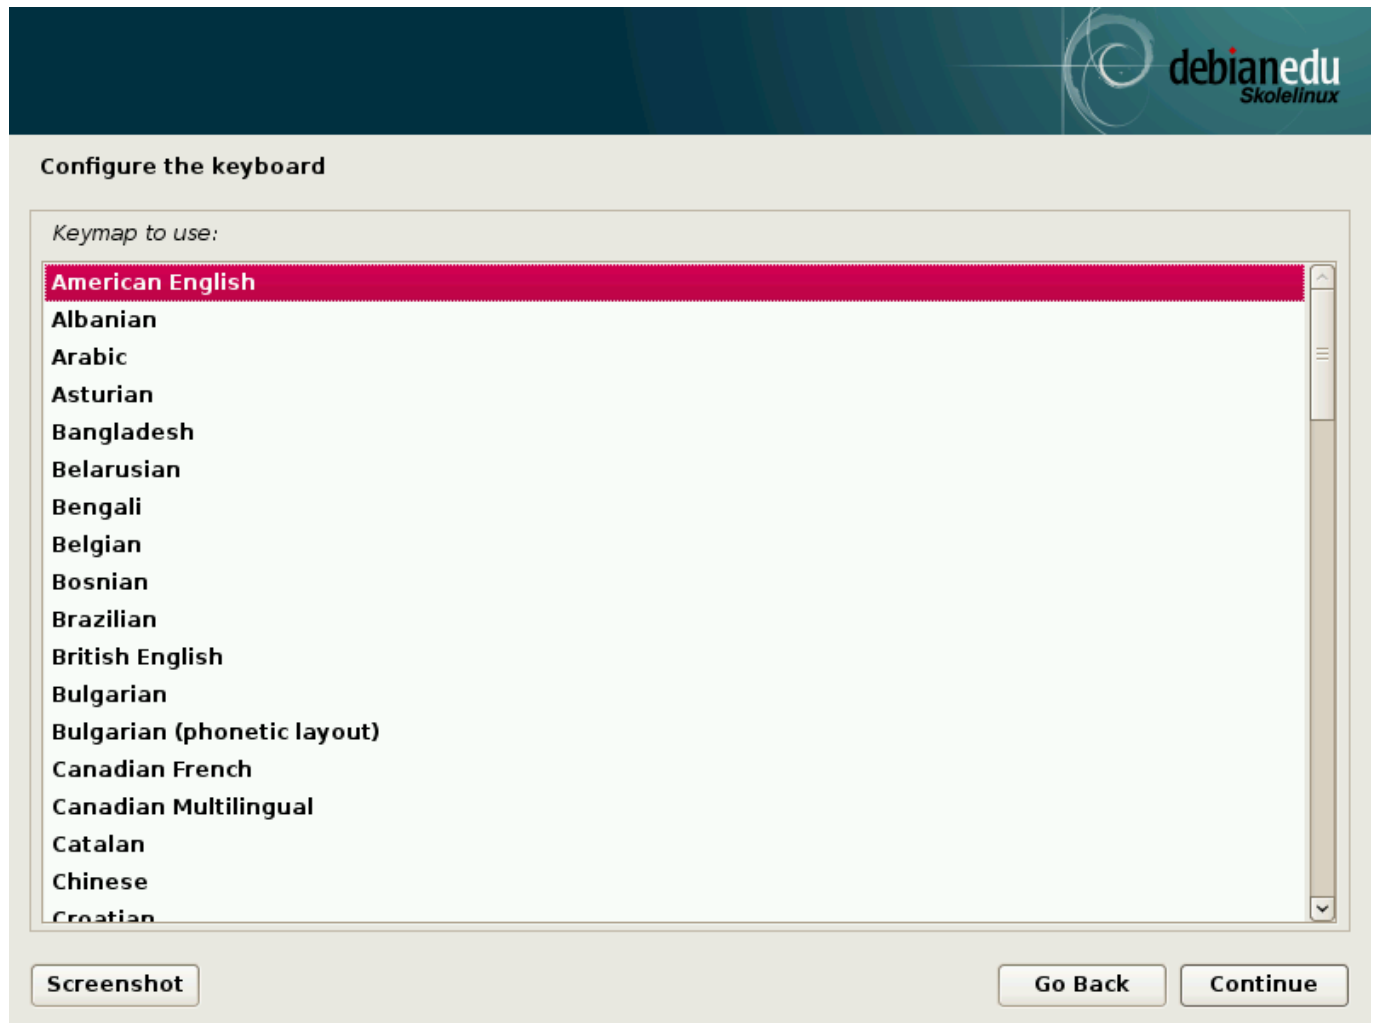 debianedu
Skolelinux
Configure the keyboard
Keymap to use:
American English
Albanian
Arabic
Asturian
Bangladesh
Belarusian
Bengali
Belgian
Bosnian
Brazilian
British English
Bulgarian
Bulgarian (phonetic layout)
Canadian French
Canadian Multilingual
Catalan
Chinese
Croatian
Screenshot Go Back Continue